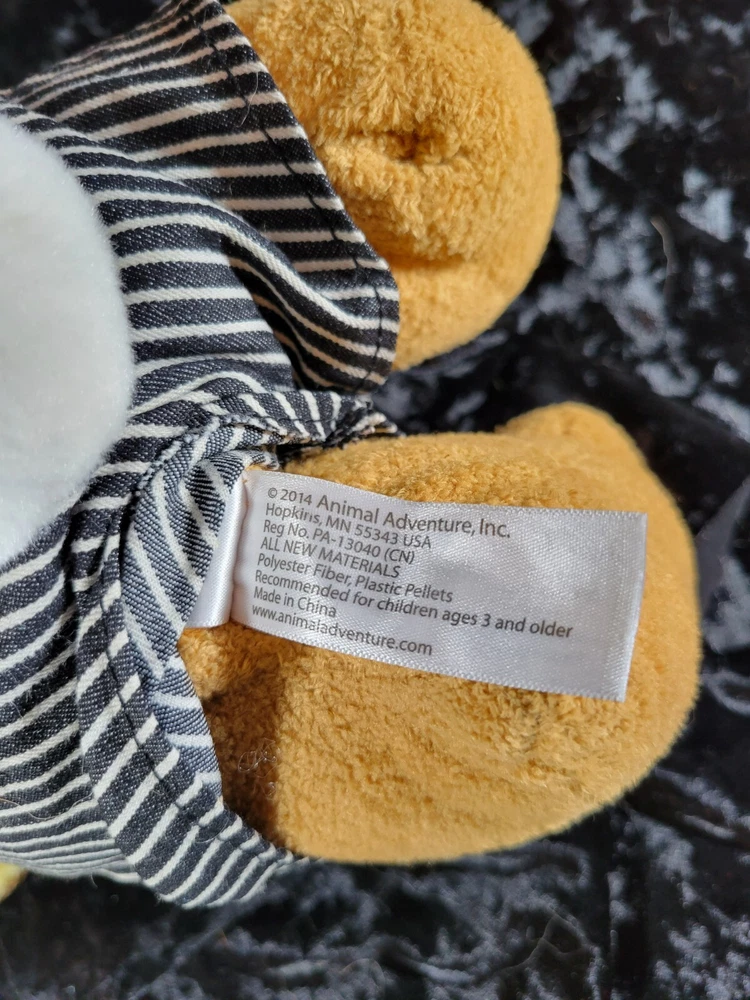 © 2014 Animal Adventure, Inc.
Hopkins, MN 55343 USA
Reg No. PA-13040 (CN)
ALL NEW MATERIALS
Polyester Fiber, Plastic Pellets
Recommended for children ages 3 and older
Made in China
www.animaladventure.com